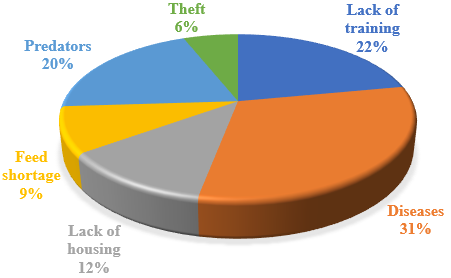 Theft
6%
Lack of
training
22%
Predators
20%
Feed
shortage
9%
Diseases
31%
Lack of
housing
12%